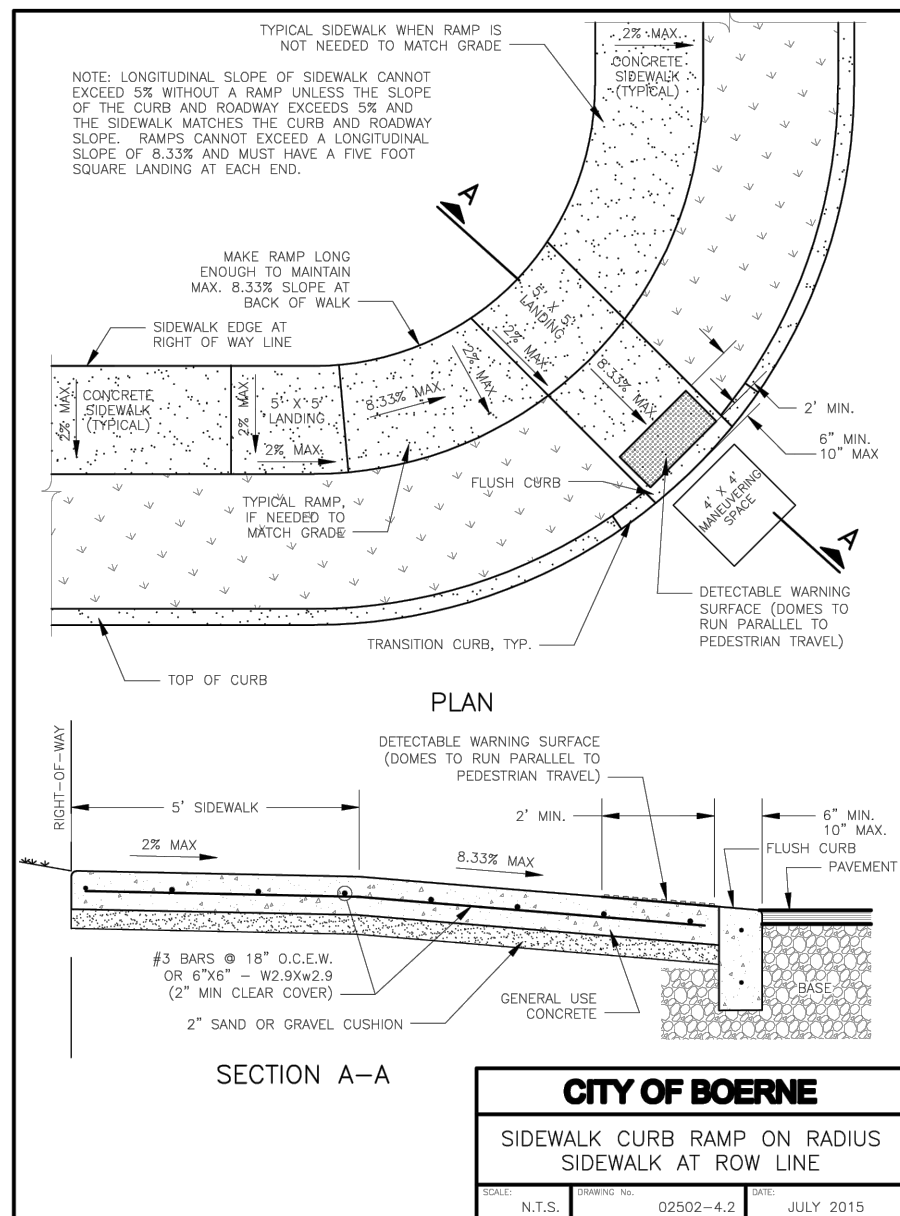 TYPICAL SIDEWALK WHEN RAMP IS
NOT NEEDED TO MATCH GRADE
2% MAX.
CONCRETE
SIDEWALK
(TYPICAL)
NOTE: LONGITUDINAL SLOPE OF SIDEWALK CANNOT
EXCEED 5% WITHOUT A RAMP UNLESS THE SLOPE
OF THE CURB AND ROADWAY EXCEEDS 5% AND
THE SIDEWALK MATCHES THE CURB AND ROADWAY
SLOPE. RAMPS CANNOT EXCEED A LONGITUDINAL
SLOPE OF 8.33% AND MUST HAVE A FIVE FOOT
SQUARE LANDING AT EACH END.
A
MAKE RAMP LONG
ENOUGH TO MAINTAIN
MAX. 8.33% SLOPE AT
BACK OF WALK
SIDEWALK EDGE AT
RIGHT OF WAY LINE
5' X 5'
LANDING
2% MAX.
8.33% MAX.
2% MAX.
8.33% MAX
2% MAX.
CONCRETE
SIDEWALK
(TYPICAL)
2% MAX.
5' X 5'
LANDING
2% MAX.
2' MIN.
6" MIN.
10" MAX
FLUSH CURB
4' X 4'
MANEUVERING
SPACE
TYPICAL RAMP,
IF NEEDED TO
MATCH GRADE
A
DETECTABLE WARNING
SURFACE (DOMES TO
RUN PARALLEL TO
PEDESTRIAN TRAVEL)
TRANSITION CURB, TYP.
TOP OF CURB
PLAN
RIGHT-OF-WAY
DETECTABLE WARNING SURFACE
(DOMES TO RUN PARALLEL TO
PEDESTRIAN TRAVEL)
5' SIDEWALK
2' MIN.
6" MIN.
10" MAX.
2% MAX
8.33% MAX
FLUSH CURB
PAVEMENT
#3 BARS @ 18" O.C.E.W.
OR 6"X6" - W2.9Xw2.9
(2" MIN CLEAR COVER)
GENERAL USE
CONCRETE
BASE
2" SAND OR GRAVEL CUSHION
SECTION A-A
CITY OF BOERNE
SIDEWALK CURB RAMP ON RADIUS
SIDEWALK AT ROW LINE
SCALE:
N.T.S.
DRAWING No.
02502-4.2
DATE:
JULY 2015